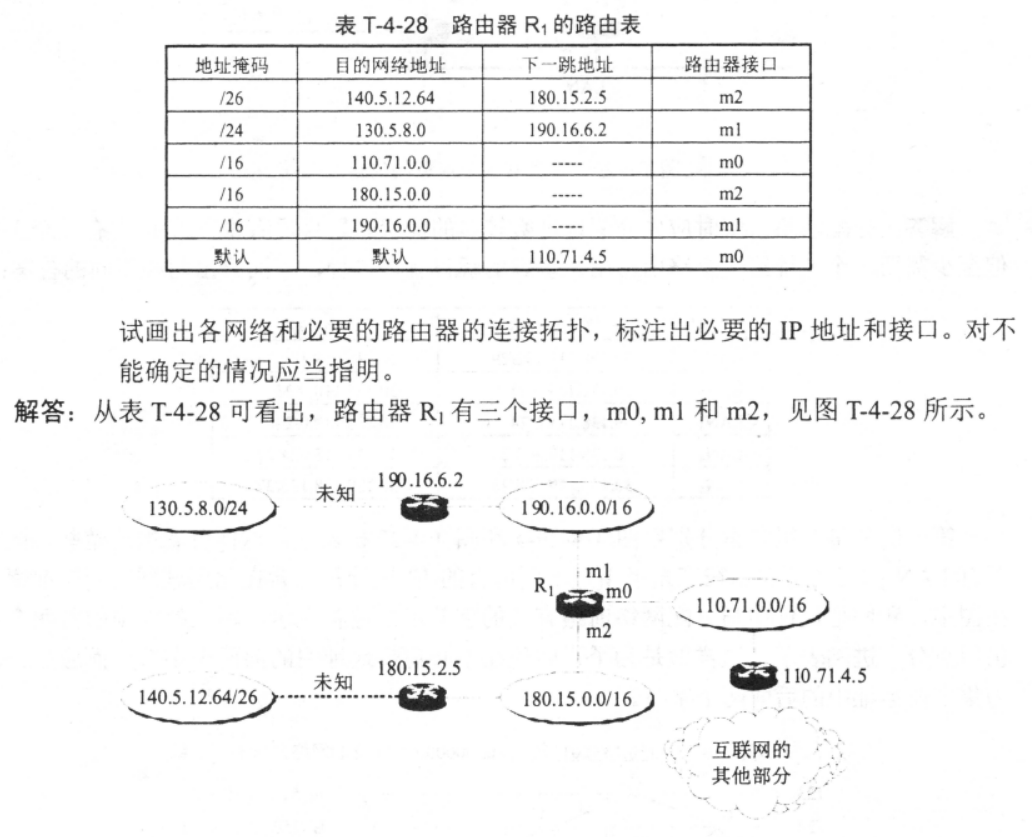 表 T-4-28 路由器 R₁的路由表
地址掩码 目的网络地址 下一跳地址 路由器接口
/26 140.5.12.64 180.15.2.5 m2
/24 130.5.8.0 190.16.6.2 m1
/16 110.71.0.0 ----- m0
/16 180.15.0.0 ----- m2
/16 190.16.0.0 ----- m1
默认 默认 110.71.4.5 m0
试画出各网络和必要的路由器的连接拓扑，标注出必要的 IP 地址和接口。对不
能确定的情况应当指明。
解答：从表 T-4-28 可看出，路由器 R₁ 有三个接口，m0, m1 和 m2，见图 T-4-28 所示。
190.16.6.2
未知
130.5.8.0/24
190.16.0.0/16
m1
R₁
m0
110.71.0.0/16
m2
180.15.2.5
未知
110.71.4.5
140.5.12.64/26
180.15.0.0/16
互联网的
其他部分